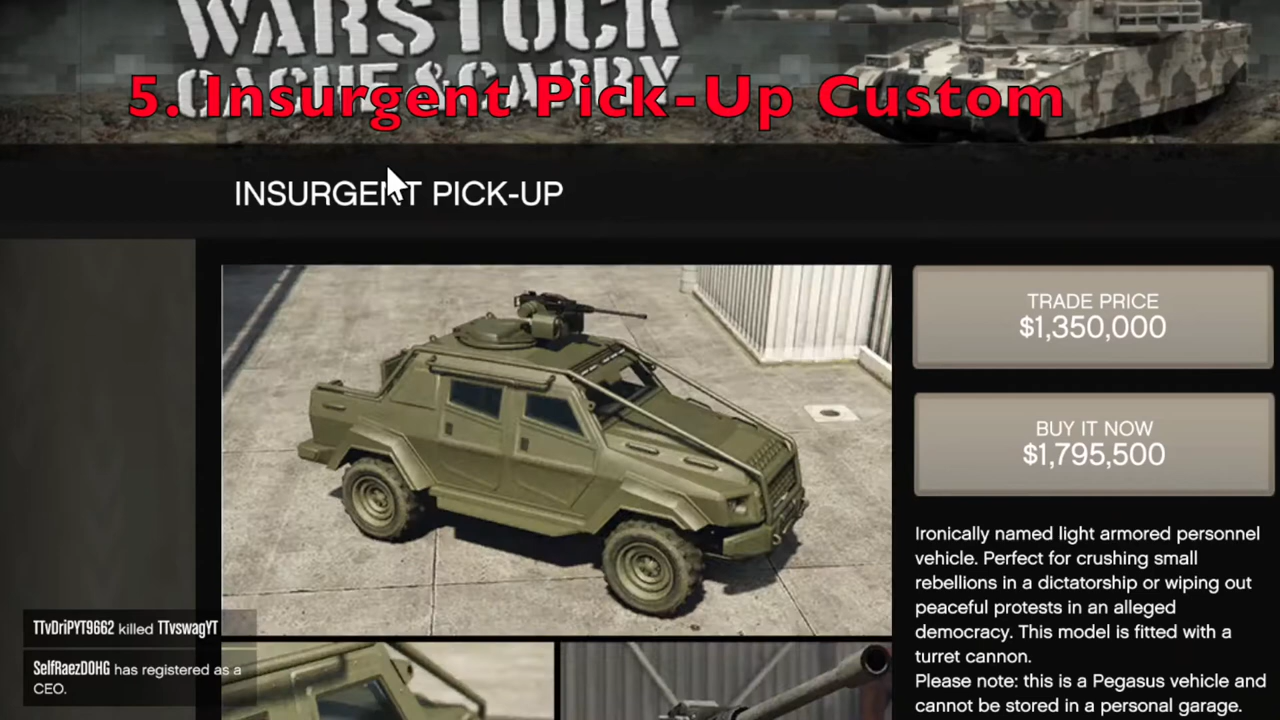 WARSTOCK
CACHE & CARRY
5. Insurgent Pick-Up Custom
INSURGENT PICK-UP
TRADE PRICE
$1,350,000
BUY IT NOW
$1,795,500
Ironically named light armored personnel
vehicle. Perfect for crushing small
rebellions in a dictatorship or wiping out
peaceful protests in an alleged
democracy. This model is fitted with a
turret cannon.
Please note: this is a Pegasus vehicle and
cannot be stored in a personal garage.
TTvDriPYT9662 killed TTvswagYT
SelfRaezDOHG has registered as a
CEO.